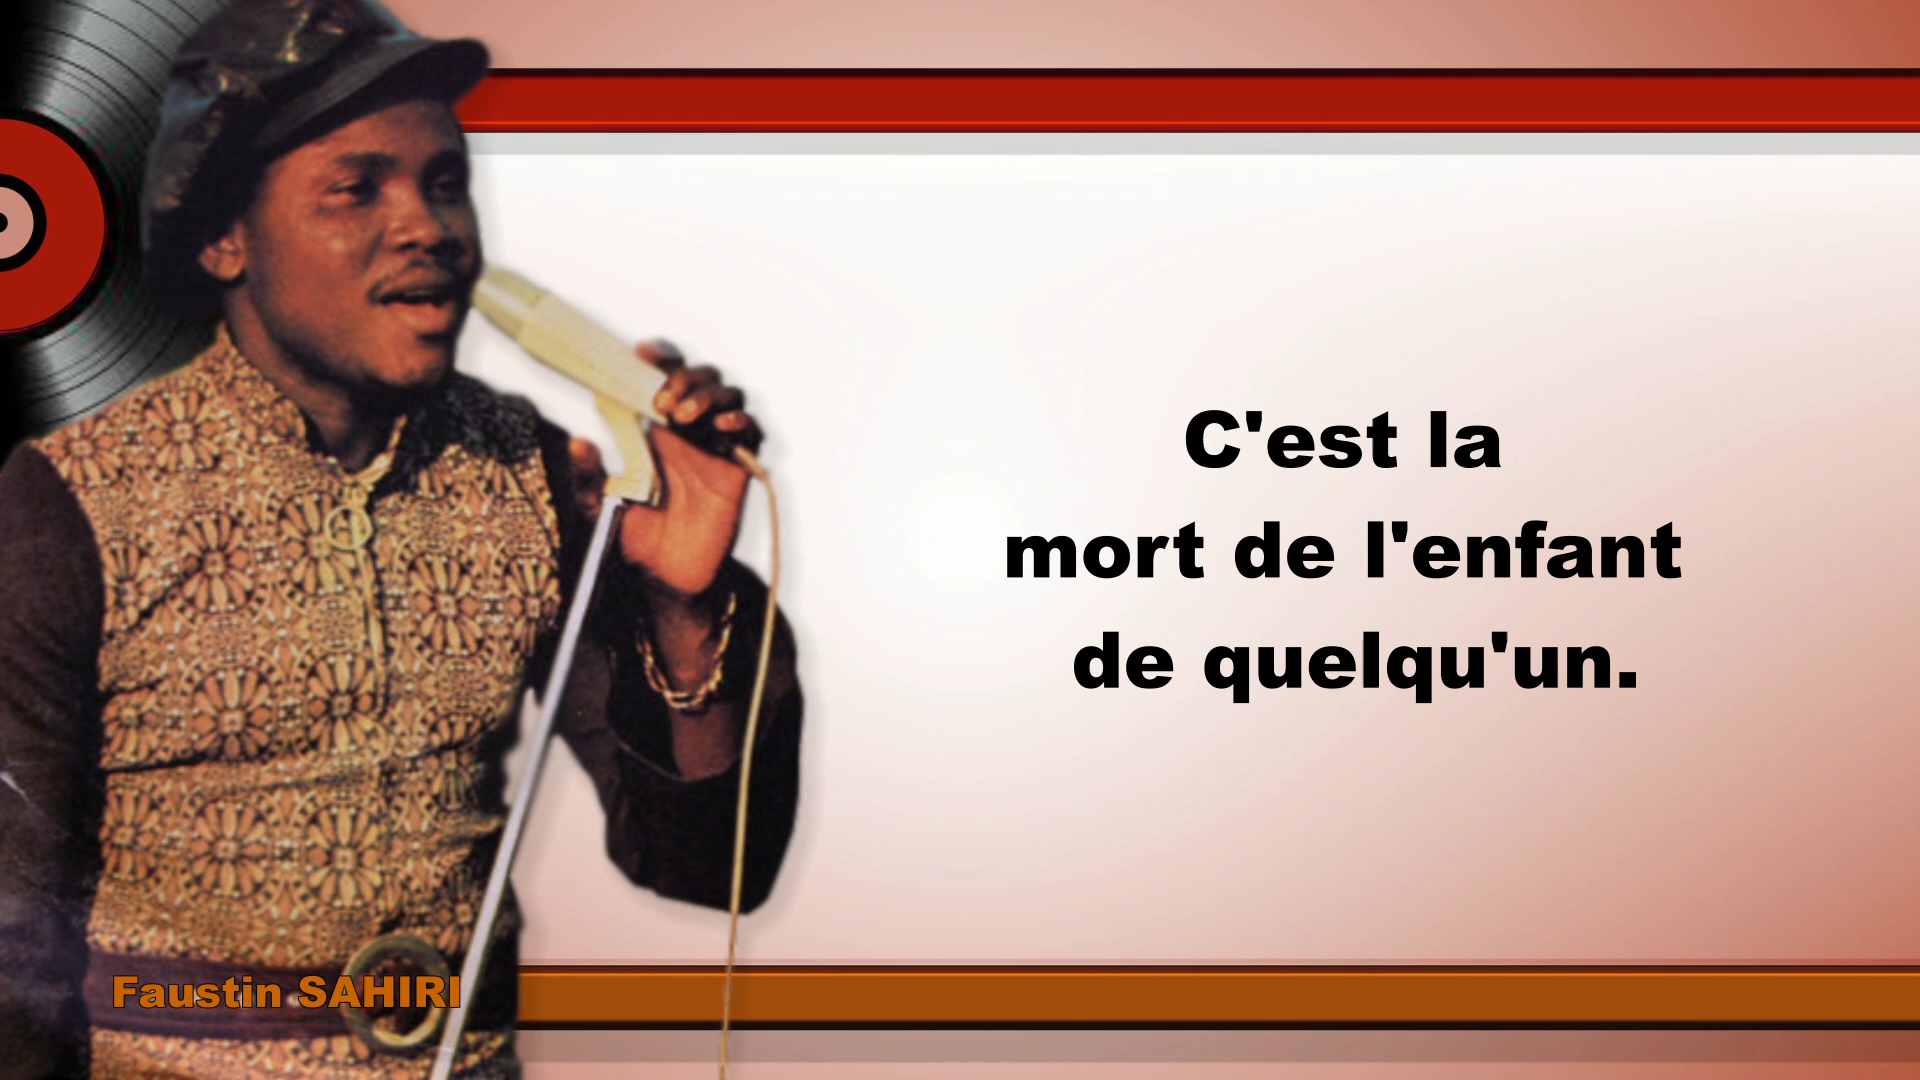 C'est la
mort de l'enfant
de quelqu'un.
Faustin SAHIRI